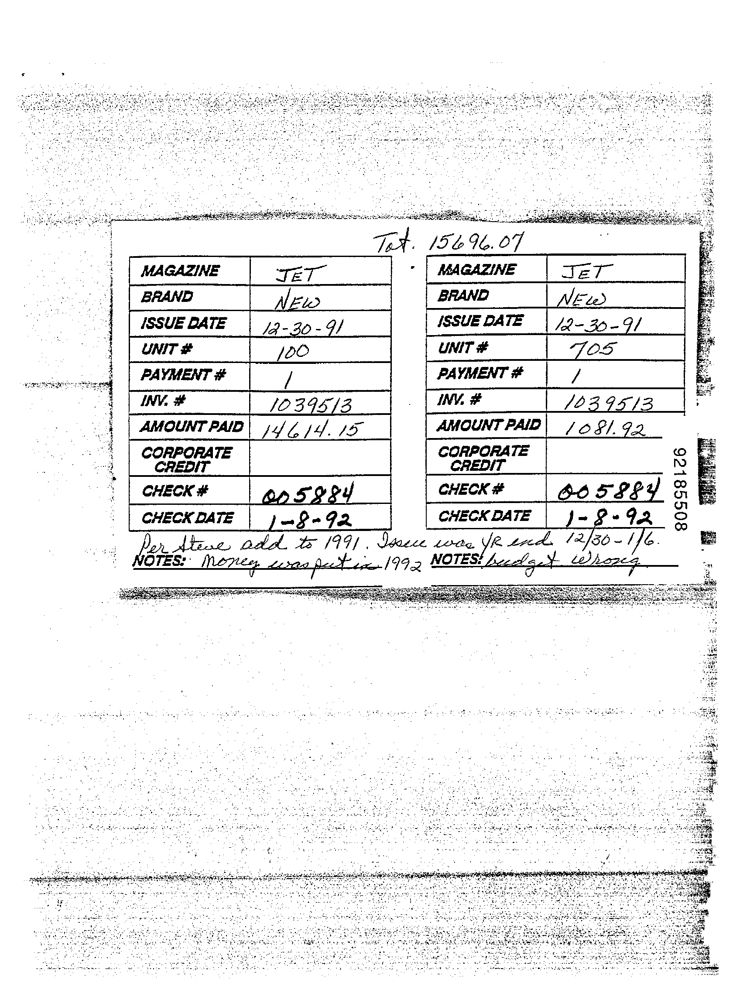 Tot. 15696.07
MAGAZINE JET
BRAND NEW
ISSUE DATE 12-30-91
UNIT # 100
PAYMENT # 1
INV. # 1039513
AMOUNT PAID 14614.15
CORPORATE
CREDIT
CHECK # 005884
CHECK DATE 1-8-92
MAGAZINE JET
BRAND NEW
ISSUE DATE 12-30-91
UNIT # 705
PAYMENT # 1
INV. # 1039513
AMOUNT PAID 1081.92
CORPORATE
CREDIT
CHECK # 005884
CHECK DATE 1-8-92
Per Steve add to 1991. Issue was YR end 12/30-1/6.
NOTES: Money was put in 1992 NOTES: budget wrong
92185508